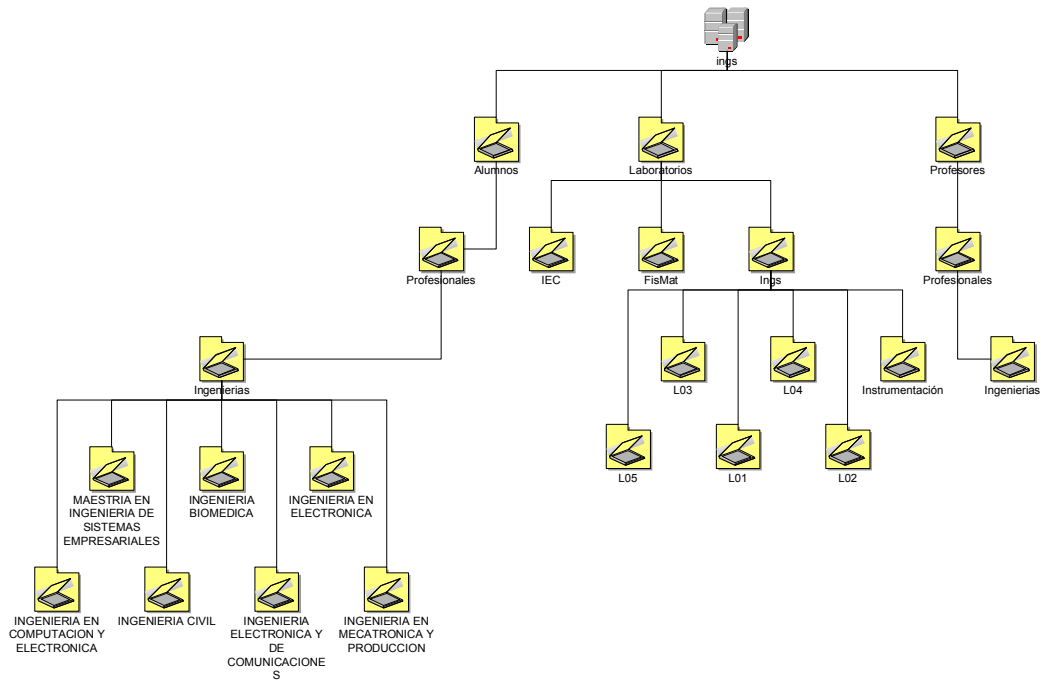 ings
Alumnos
Laboratorios
Profesores
Profesionales
IEC
FisMat
Ings
Profesionales
Ingenierias
L03
L04
Instrumentación
Ingenierias
L05
L01
L02
MAESTRIA EN
INGENIERIA DE
SISTEMAS
EMPRESARIALES
INGENIERIA
BIOMEDICA
INGENIERIA EN
ELECTRONICA
INGENIERIA EN
COMPUTACION Y
ELECTRONICA
INGENIERIA CIVIL
INGENIERIA
ELECTRONICA Y
DE
COMUNICACIONE
S
INGENIERIA EN
MECATRONICA Y
PRODUCCION